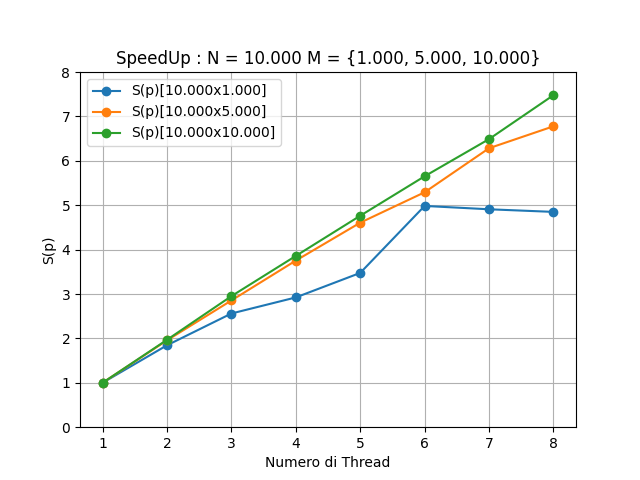 SpeedUp : N = 10.000 M = {1.000, 5.000, 10.000}
S(p)[10.000x1.000]
S(p)[10.000x5.000]
S(p)[10.000x10.000]
8
7
6
5
4
3
2
1
0
S(p)
1 2 3 4 5 6 7 8
Numero di Thread